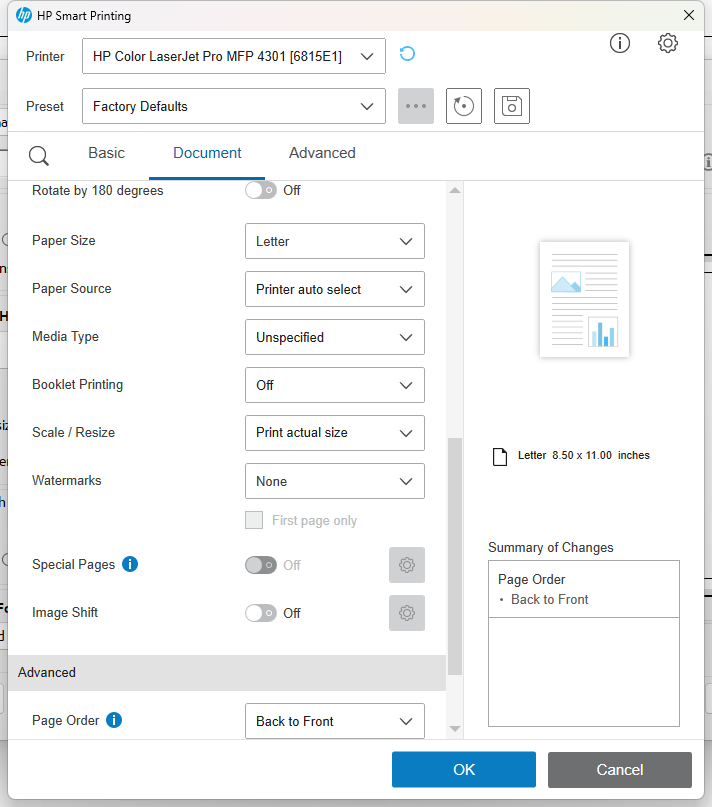 hp HP Smart Printing
Printer HP Color LaserJet Pro MFP 4301 [6815E1]
Preset Factory Defaults
Basic Document Advanced
Rotate by 180 degrees Off
Paper Size Letter
Paper Source Printer auto select
Media Type Unspecified
Booklet Printing Off
Scale / Resize Print actual size
Letter 8.50 x 11.00 inches
Watermarks None
First page only
Special Pages Off
Image Shift Off
Summary of Changes
Page Order
• Back to Front
Advanced
Page Order Back to Front
OK Cancel